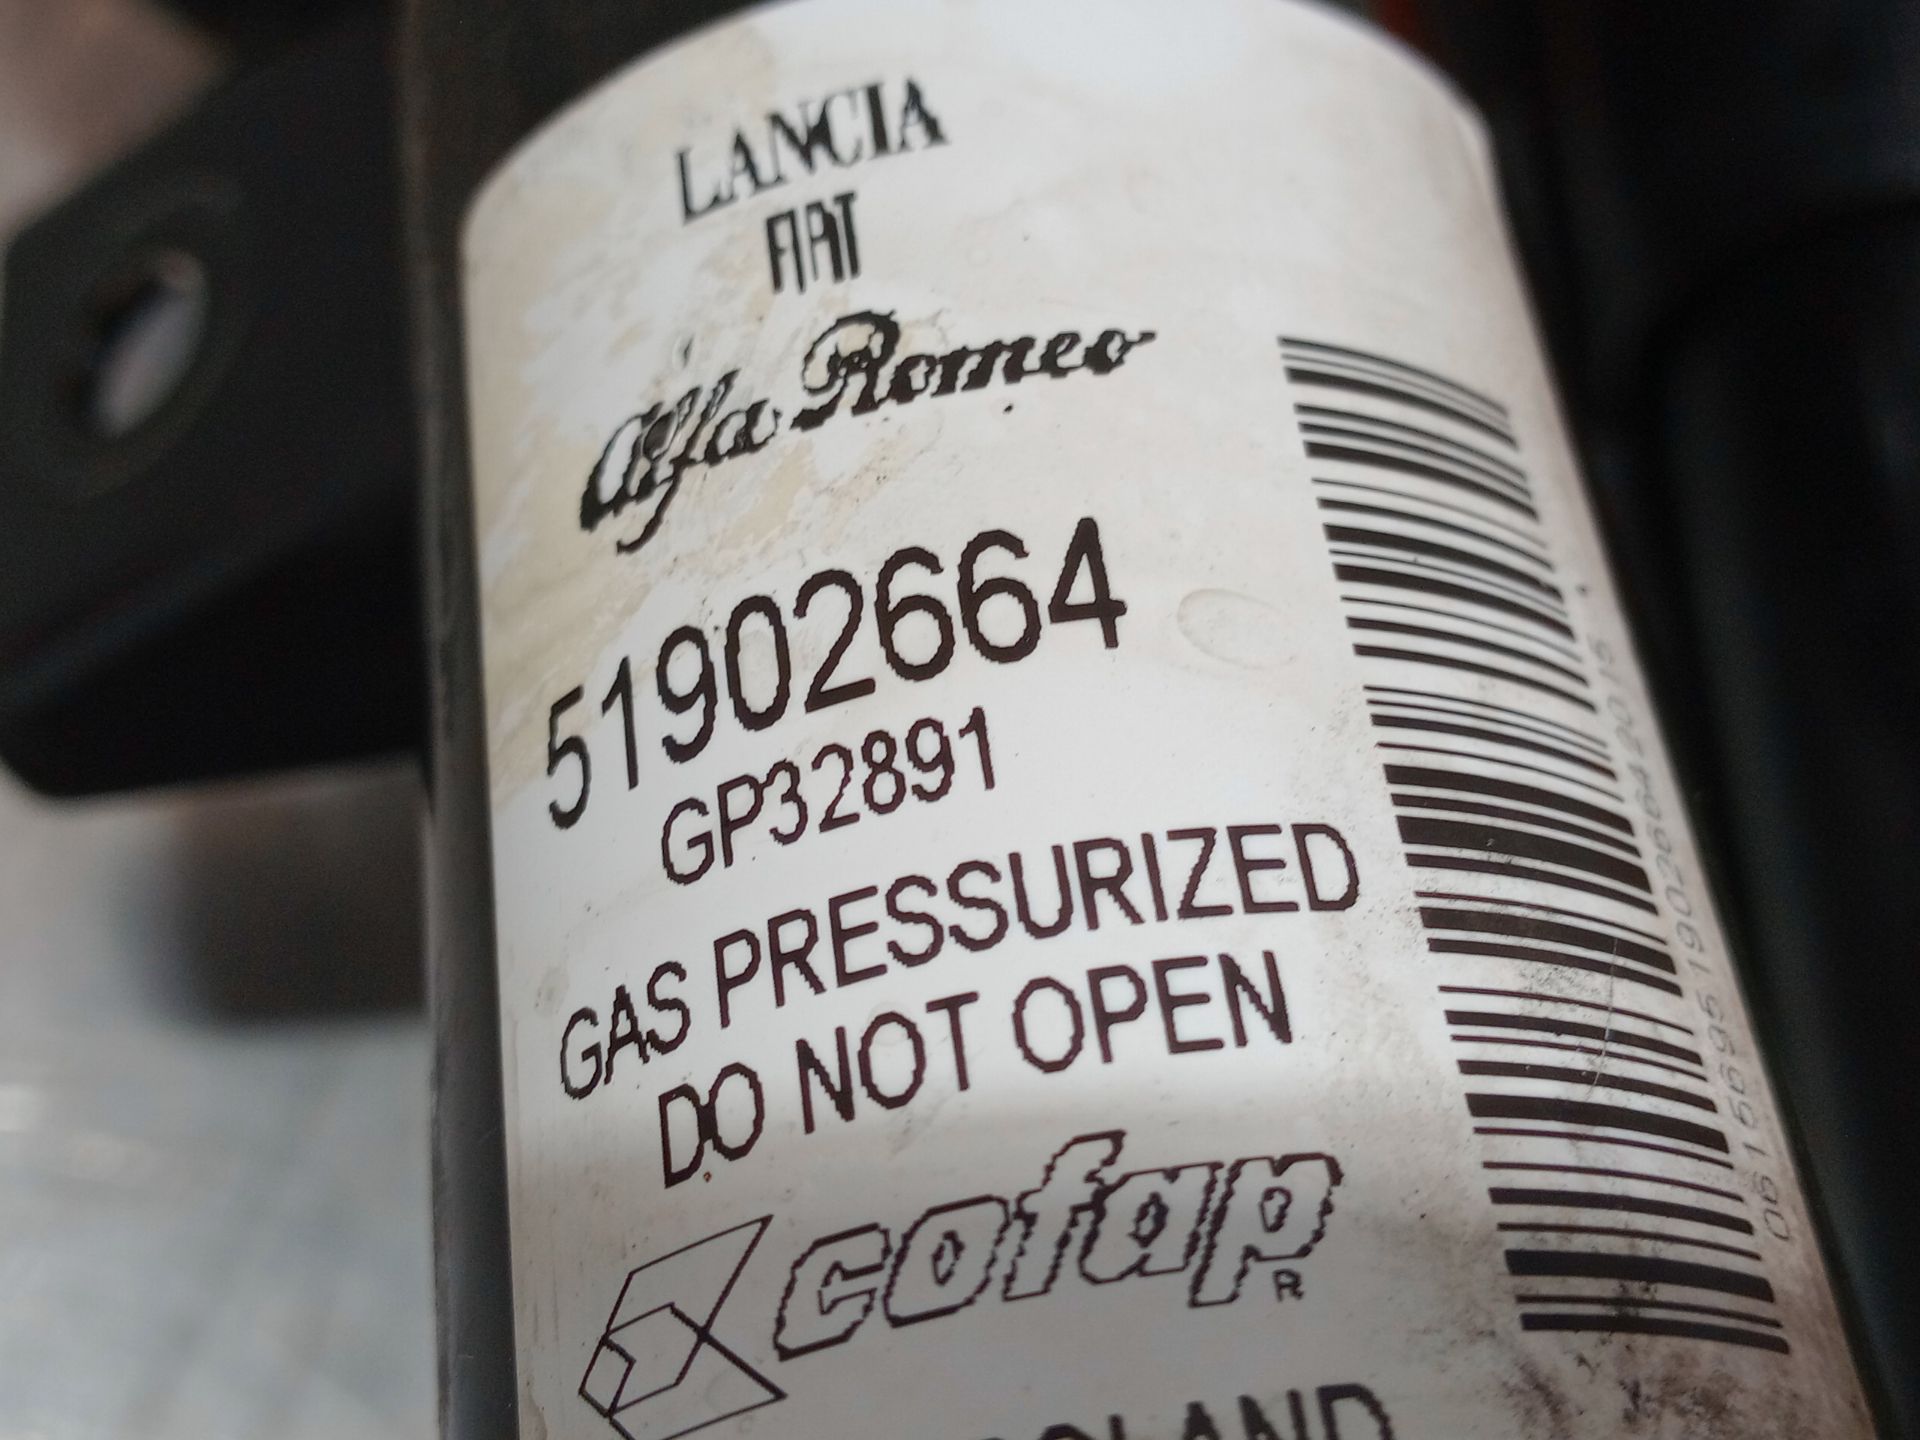 LANCIA
FIAT
Alfa Romeo
51902664
GP32891
GAS PRESSURIZED
DO NOT OPEN
cofap
R